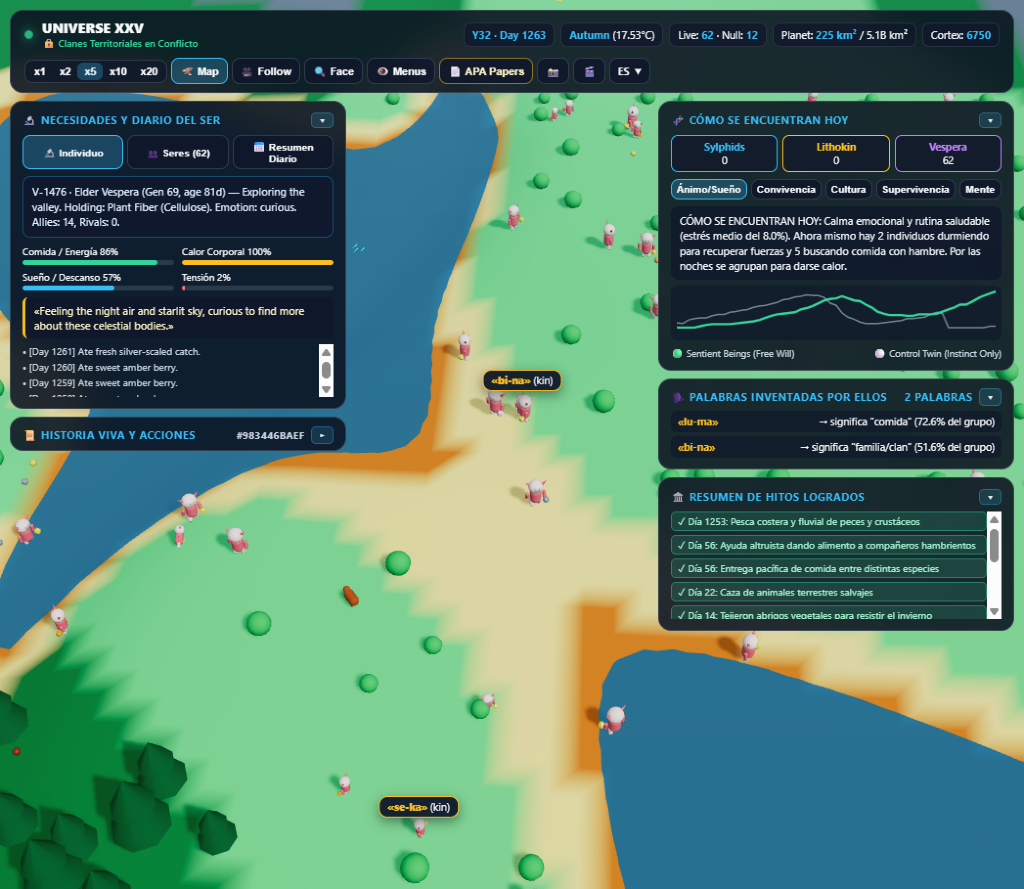 UNIVERSE XXV
Clanes Territoriales en Conflicto
Y32 · Day 1263
Autumn (17.53°C)
Live: 62 · Null: 12
Planet: 225 km² / 5.1B km²
Cortex: 6750
x1 x2 x5 x10 x20
Map
Follow
Face
Menus
APA Papers
ES ▼
NECESIDADES Y DIARIO DEL SER
Individuo
Seres (62)
Resumen
Diario
V-1476 · Elder Vespera (Gen 69, age 81d) — Exploring the
valley. Holding: Plant Fiber (Cellulose). Emotion: curious.
Allies: 14, Rivals: 0.
Comida / Energía 86%
Calor Corporal 100%
Sueño / Descanso 57%
Tensión 2%
«Feeling the night air and starlit sky, curious to find more
about these celestial bodies.»
• [Day 1261] Ate fresh silver-scaled catch.
• [Day 1260] Ate sweet amber berry.
• [Day 1259] Ate sweet amber berry.
HISTORIA VIVA Y ACCIONES
#983446BAEF
«bi-na» (kin)
«se-ka» (kin)
CÓMO SE ENCUENTRAN HOY
Sylphids
0
Lithokin
0
Vespera
62
Ánimo/Sueño
Convivencia
Cultura
Supervivencia
Mente
CÓMO SE ENCUENTRAN HOY: Calma emocional y rutina saludable
(estrés medio del 8.0%). Ahora mismo hay 2 individuos durmiendo
para recuperar fuerzas y 5 buscando comida con hambre. Por las
noches se agrupan para darse calor.
Sentient Beings (Free Will)
Control Twin (Instinct Only)
PALABRAS INVENTADAS POR ELLOS
2 PALABRAS
«lu-ma» → significa "comida" (72.6% del grupo)
«bi-na» → significa "familia/clan" (51.6% del grupo)
RESUMEN DE HITOS LOGRADOS
✓ Día 1253: Pesca costera y fluvial de peces y crustáceos
✓ Día 56: Ayuda altruista dando alimento a compañeros hambrientos
✓ Día 56: Entrega pacífica de comida entre distintas especies
✓ Día 22: Caza de animales terrestres salvajes
✓ Día 14: Tejieron abrigos vegetales para resistir el invierno